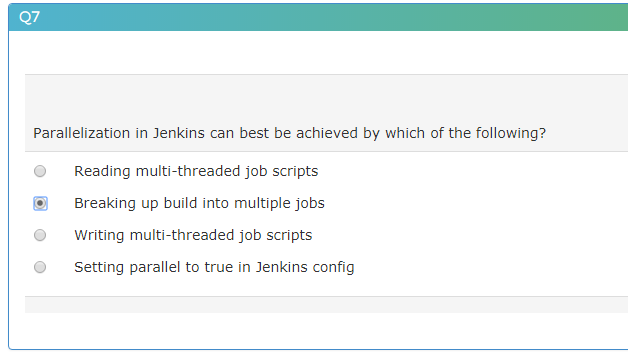 Q7
Parallelization in Jenkins can best be achieved by which of the following?
Reading multi-threaded job scripts
Breaking up build into multiple jobs
Writing multi-threaded job scripts
Setting parallel to true in Jenkins config